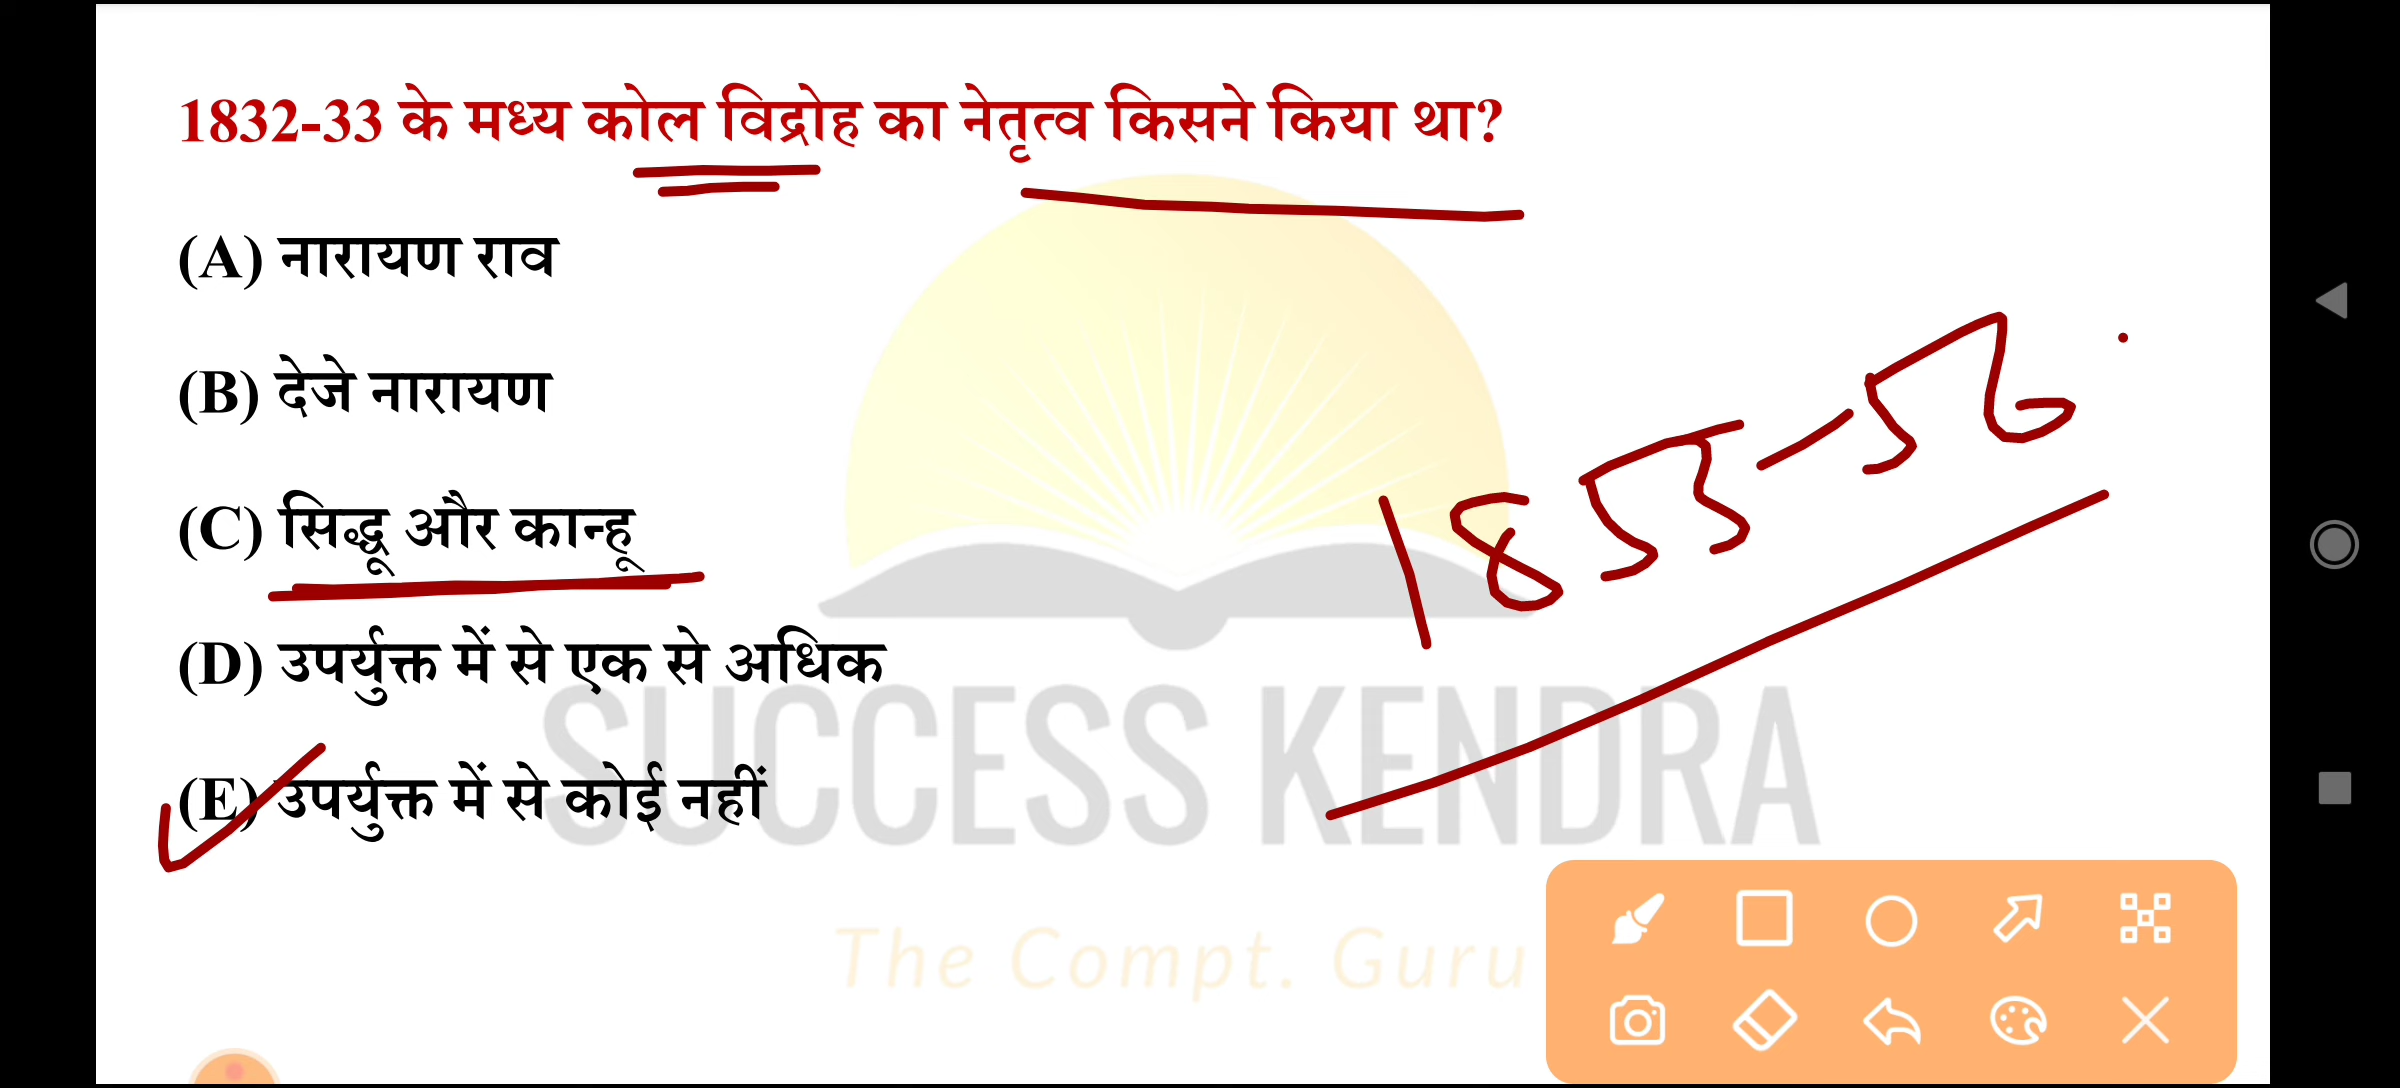 1832-33 के मध्य कोल विद्रोह का नेतृत्व किसने किया था?
(A) नारायण राव
(B) देजे नारायण
(C) सिद्धू और कान्हू
1855-56
(D) उपर्युक्त में से एक से अधिक
(E) उपर्युक्त में से कोई नहीं
SUCCESS KENDRA
The Compt. Guru